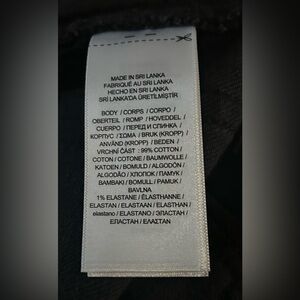 MADE IN SRI LANKA
FABRIQUÉ AU SRI LANKA
HECHO EN SRI LANKA
SRI LANKA'DA ÜRETİLMİŞTİR
BODY / CORPS / CORPO /
OBERTEIL / ROMP / HOVEDDEL /
CUERPO / ПЕРЕД И СПИНКА /
ΚΟΡΠΥС / ΣΩΜΑ / BRUK (KROPP) /
ANVÄND (KROPP) / BEDEN /
VRCHNÍ ČÁST : 99% COTTON /
COTON / COTONE / BAUMWOLLE /
KATOEN / BOMULD / ALGODÓN /
ALGODÃO / ХЛОПОК / ПАМУК /
BAMBAKI / BOMULL / PAMUK /
BAVLNA
1% ELASTANE / ÉLASTHANNE /
ELASTAN / ELASTAAN / ELASTHAN /
elastano / ELASTANO / ЭЛАСТАН /
ЕЛАСТАН / ΕΛΑΣΤΑΝ /